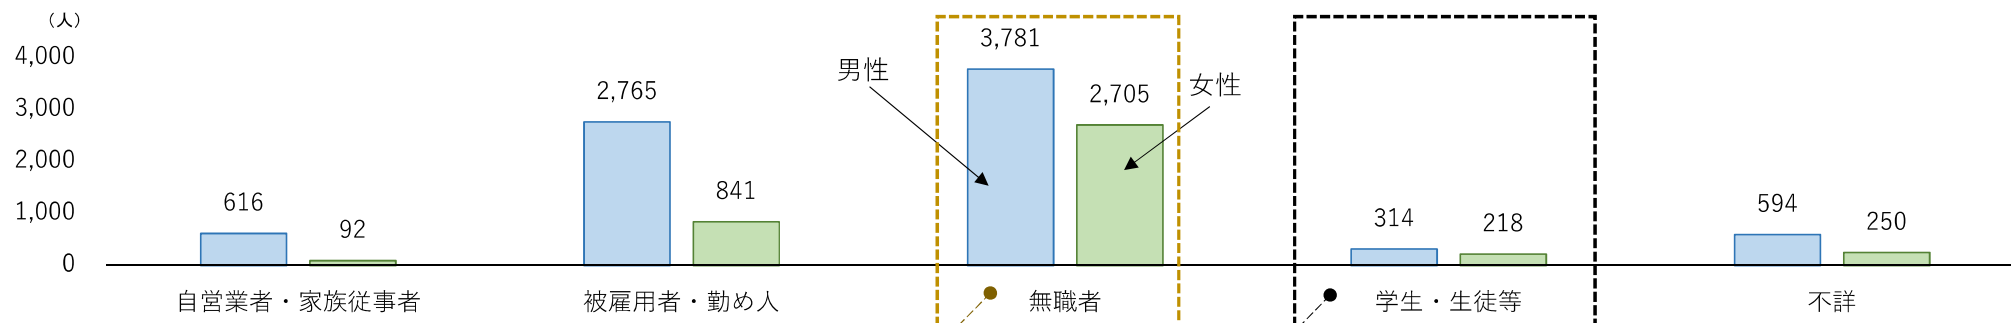 （人）
4,000
3,000
2,000
1,000
0
616
92
2,765
841
男性
3,781
2,705
女性
314
218
594
250
自営業者・家族従事者
被雇用者・勤め人
無職者
学生・生徒等
不詳